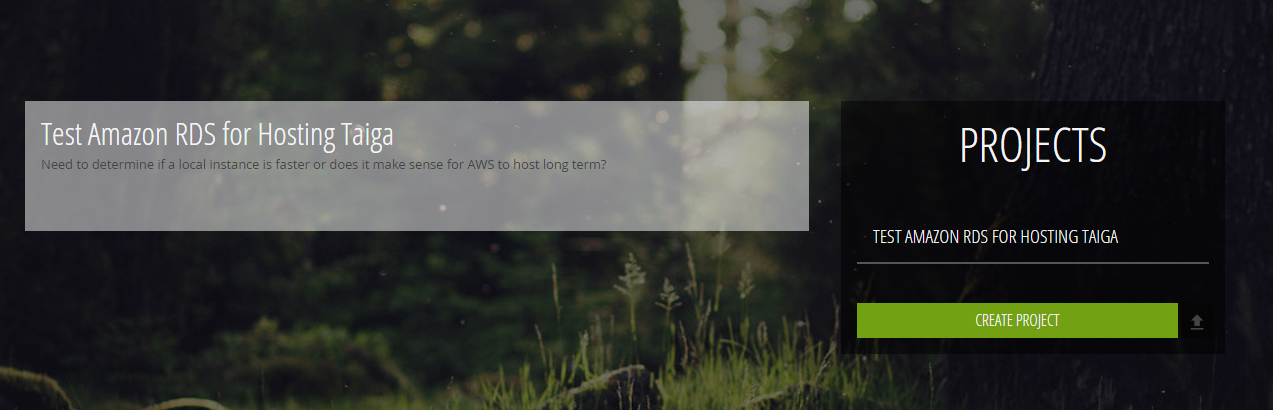 Test Amazon RDS for Hosting Taiga
Need to determine if a local instance is faster or does it make sense for AWS to host long term?
PROJECTS
TEST AMAZON RDS FOR HOSTING TAIGA
CREATE PROJECT